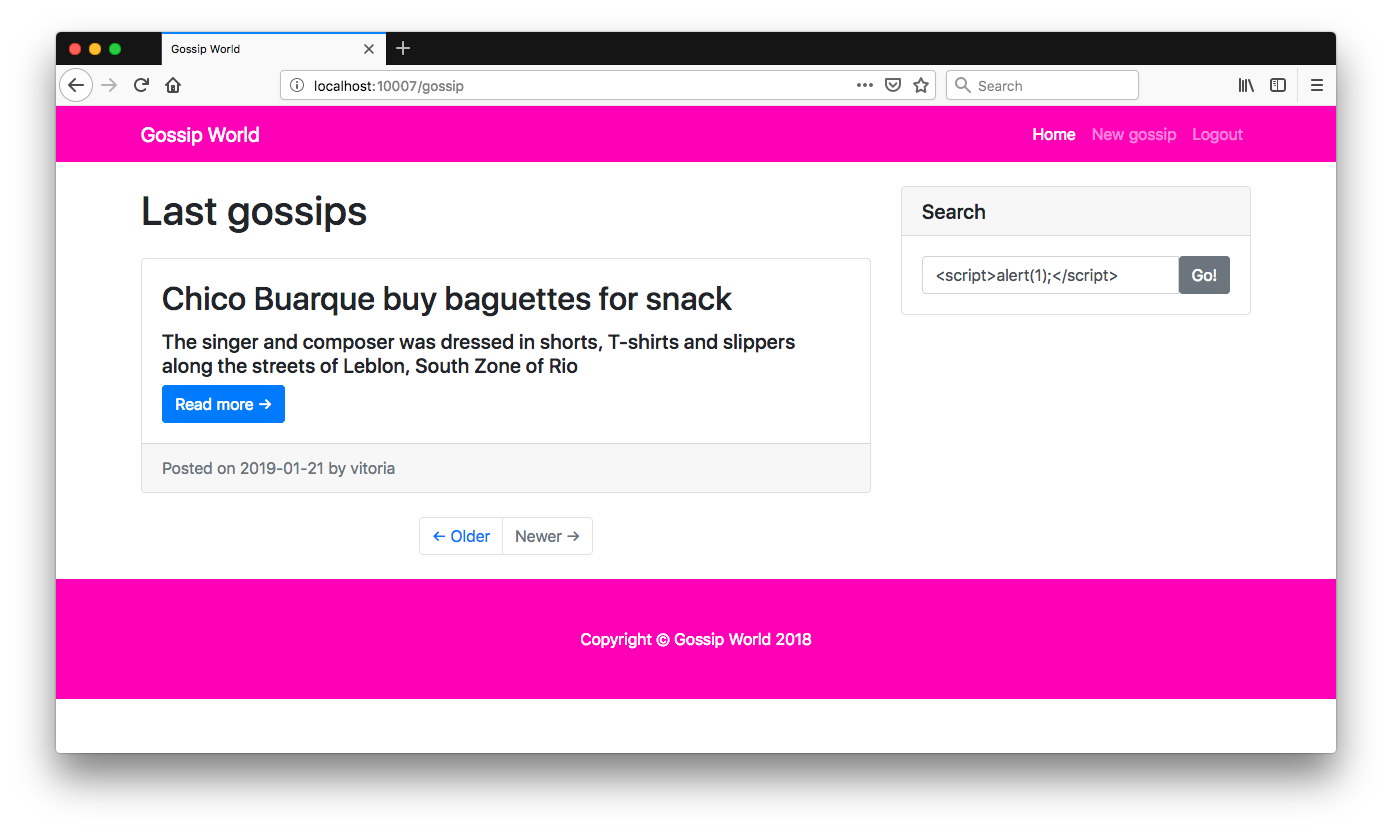 Gossip World
localhost:10007/gossip
Search
Gossip World
Home New gossip Logout
Last gossips
Chico Buarque buy baguettes for snack
The singer and composer was dressed in shorts, T-shirts and slippers
along the streets of Leblon, South Zone of Rio
Read more →
Posted on 2019-01-21 by vitoria
← Older Newer →
Search
<script>alert(1);</script> Go!
Copyright © Gossip World 2018